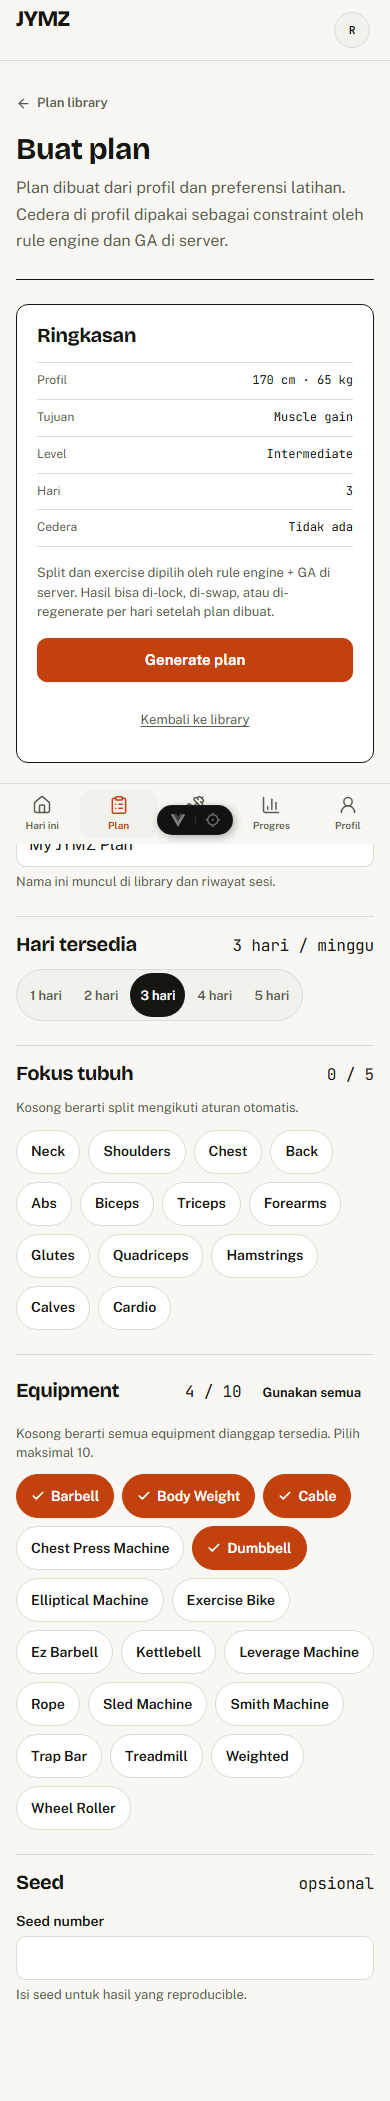 JYMZ
R
Plan library
Buat plan
Plan dibuat dari profil dan preferensi latihan.
Cedera di profil dipakai sebagai constraint oleh
rule engine dan GA di server.
Ringkasan
Profil 170 cm · 65 kg
Tujuan Muscle gain
Level Intermediate
Hari 3
Cedera Tidak ada
Split dan exercise dipilih oleh rule engine + GA di
server. Hasil bisa di-lock, di-swap, atau di-
regenerate per hari setelah plan dibuat.
Generate plan
Kembali ke library
Hari ini Plan Progres Profil
My JYMZ Plan
Nama ini muncul di library dan riwayat sesi.
Hari tersedia 3 hari / minggu
1 hari 2 hari 3 hari 4 hari 5 hari
Fokus tubuh 0 / 5
Kosong berarti split mengikuti aturan otomatis.
Neck Shoulders Chest Back
Abs Biceps Triceps Forearms
Glutes Quadriceps Hamstrings
Calves Cardio
Equipment 4 / 10 Gunakan semua
Kosong berarti semua equipment dianggap tersedia. Pilih
maksimal 10.
Barbell Body Weight Cable
Chest Press Machine Dumbbell
Elliptical Machine Exercise Bike
Ez Barbell Kettlebell Leverage Machine
Rope Sled Machine Smith Machine
Trap Bar Treadmill Weighted
Wheel Roller
Seed opsional
Seed number
Isi seed untuk hasil yang reproducible.